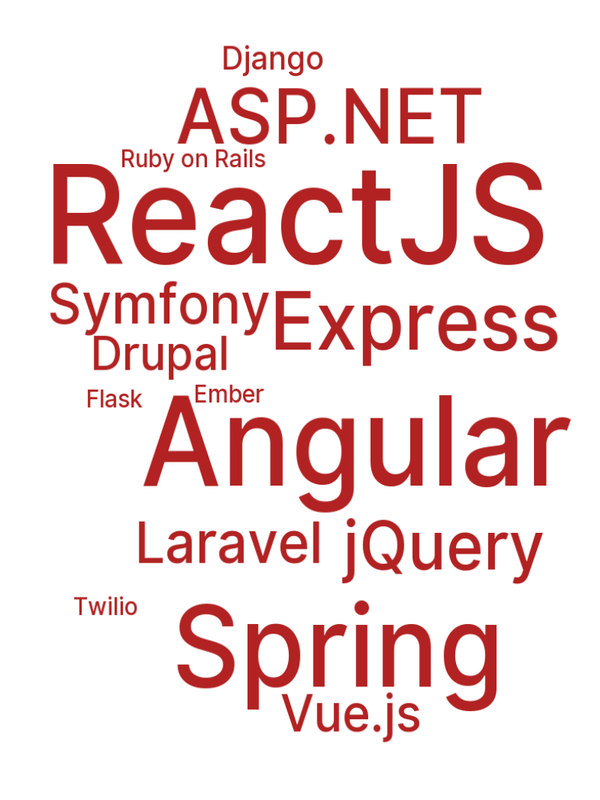 Django
ASP.NET
Ruby on Rails
ReactJS
Symfony
Express
Drupal
Ember
Flask
Angular
Laravel
jQuery
Twilio
Spring
Vue.js